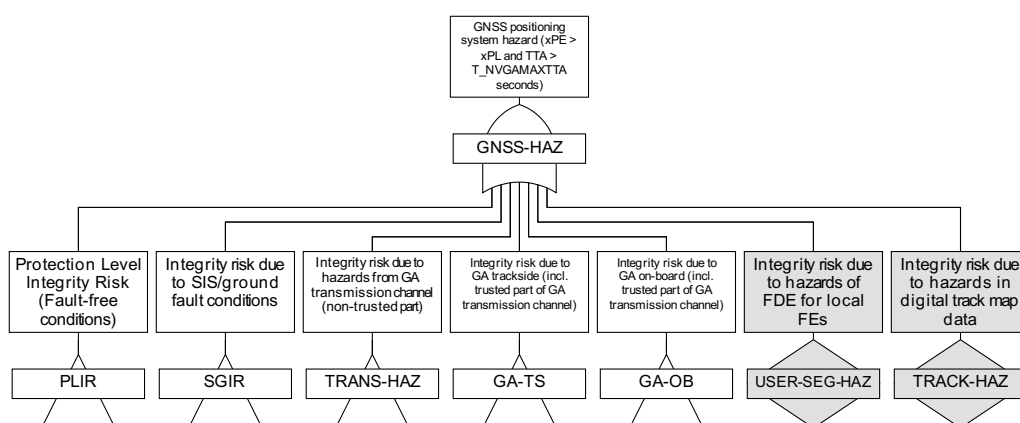 GNSS positioning
system hazard (xPE >
xPL and TTA >
T_NVGAMAXTTA
seconds)
GNSS-HAZ
Protection Level
Integrity Risk
(Fault-free
conditions)
Integrity risk due
to SIS/ground
fault conditions
Integrity risk due to
hazards from GA
transmission channel
(non-trusted part)
Integrity risk due to
GA trackside (incl.
trusted part of GA
transmission channel)
Integrity risk due to
GA on-board (incl.
trusted part of GA
transmission channel)
Integrity risk due
to hazards of
FDE for local
FEs
Integrity risk due
to hazards in
digital track map
data
PLIR
SGIR
TRANS-HAZ
GA-TS
GA-OB
USER-SEG-HAZ
TRACK-HAZ